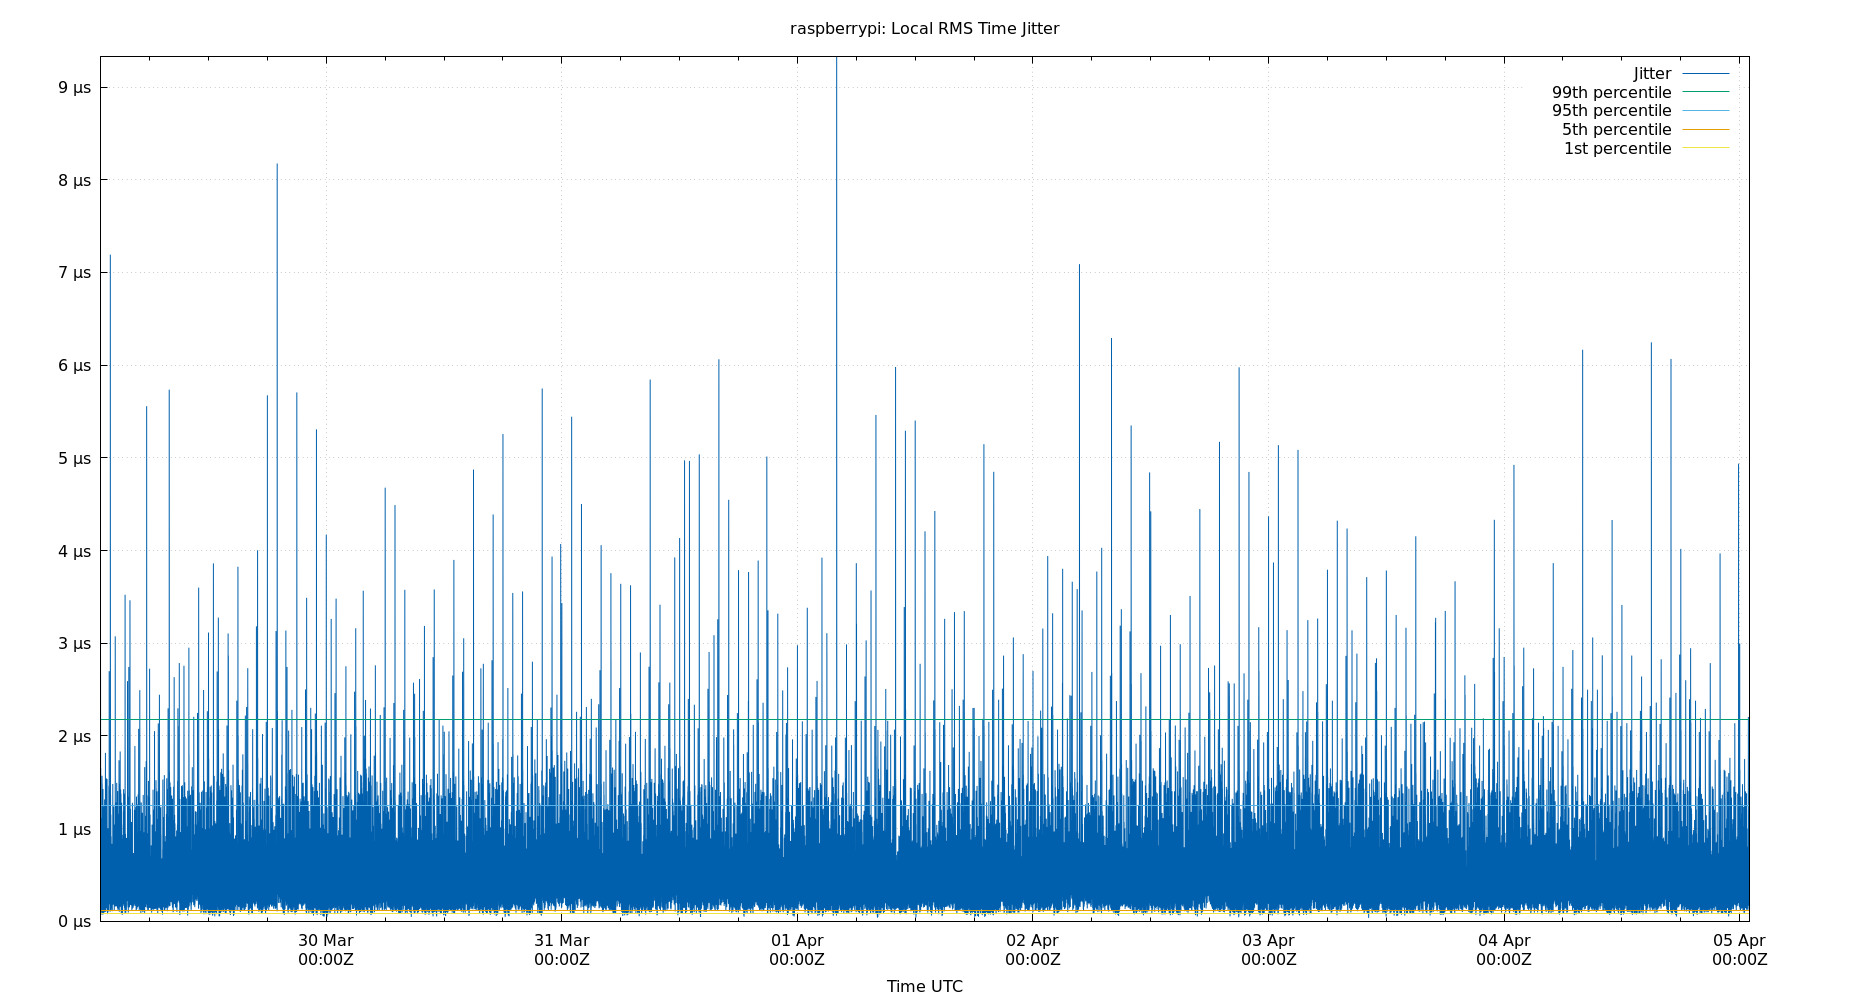 raspberrypi: Local RMS Time Jitter
Jitter
99th percentile
95th percentile
5th percentile
1st percentile
9 µs
8 µs
7 µs
6 µs
5 µs
4 µs
3 µs
2 µs
1 µs
0 µs
30 Mar 31 Mar 01 Apr 02 Apr 03 Apr 04 Apr 05 Apr
00:00Z 00:00Z 00:00Z 00:00Z 00:00Z 00:00Z 00:00Z
Time UTC